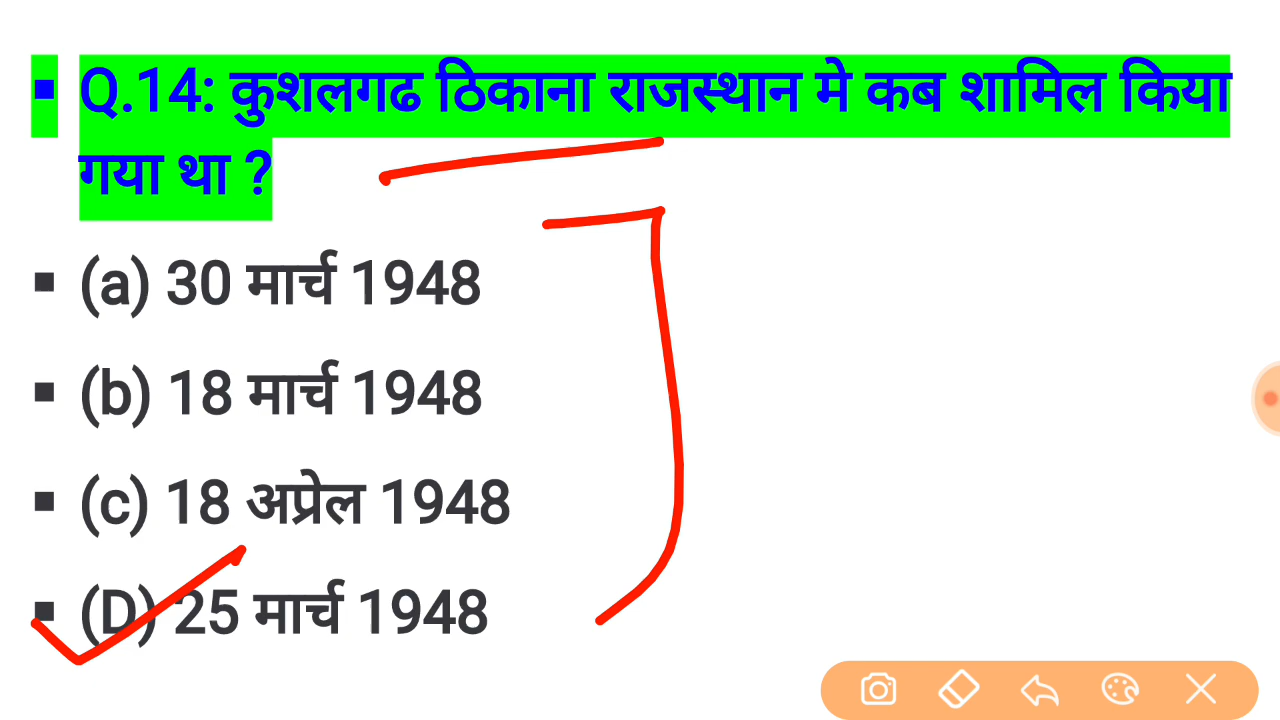 ▪ Q.14: कुशलगढ ठिकाना राजस्थान मे कब शामिल किया
गया था ?
▪ (a) 30 मार्च 1948
▪ (b) 18 मार्च 1948
▪ (c) 18 अप्रेल 1948
▪ (D) 25 मार्च 1948